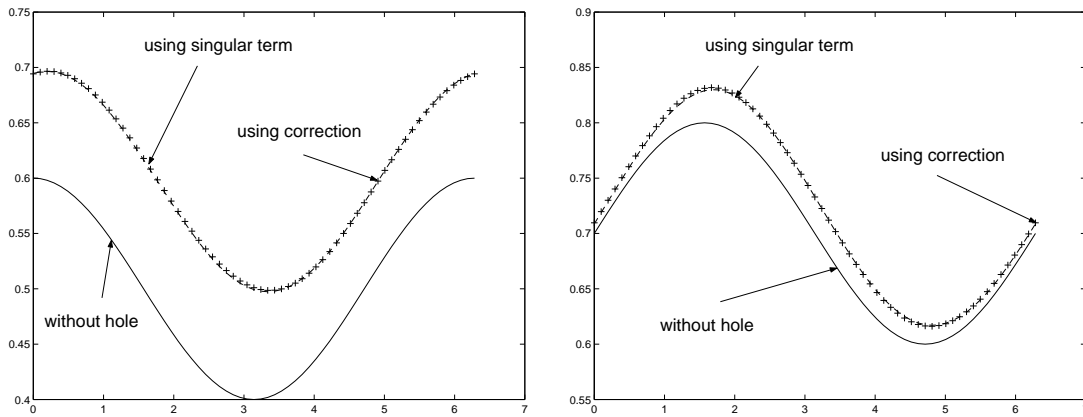 0.75
using singular term
0.7
0.65
using correction
0.6
0.55
0.5
without hole
0.45
0.4
0 1 2 3 4 5 6 7
0.9
using singular term
0.85
0.8
using correction
0.75
0.7
0.65
without hole
0.6
0.55
0 1 2 3 4 5 6